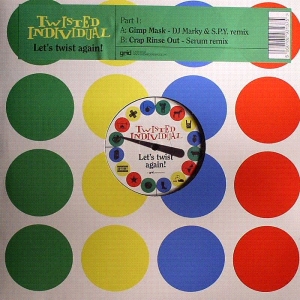 TWISTED
INDIVIDUAL
Let's twist again!
Part 1:
A: Gimp Mask - DJ Marky & S.P.Y. remix
B: Crap Rinse Out - Serum remix
grid
TWISTED
INDIVIDUAL
Let's twist
again!